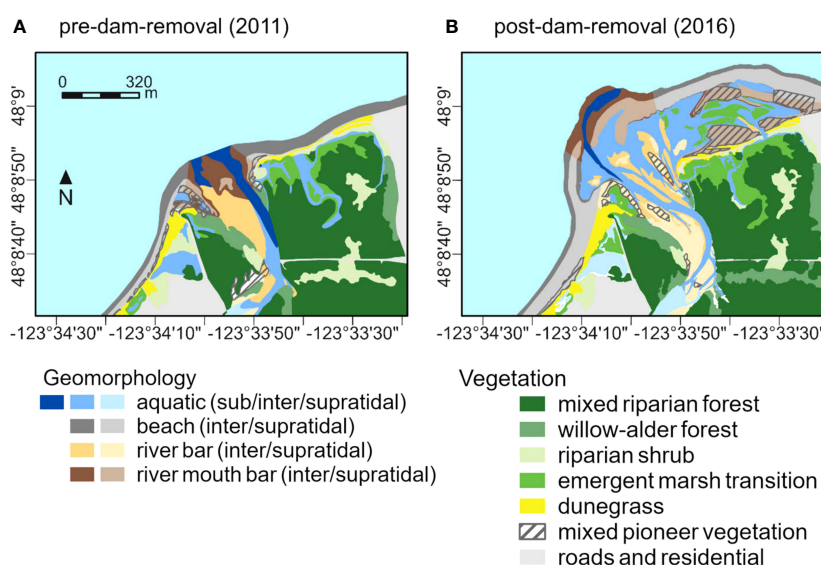 A pre-dam-removal (2011)
B post-dam-removal (2016)
0 320
m
N
48°9'
48°8'50"
48°8'40"
-123°34'30" -123°34'10" -123°33'50" -123°33'30"
48°9'
48°8'50"
48°8'40"
-123°34'30" -123°34'10" -123°33'50" -123°33'30"
Geomorphology
aquatic (sub/inter/supratidal)
beach (inter/supratidal)
river bar (inter/supratidal)
river mouth bar (inter/supratidal)
Vegetation
mixed riparian forest
willow-alder forest
riparian shrub
emergent marsh transition
dunegrass
mixed pioneer vegetation
roads and residential